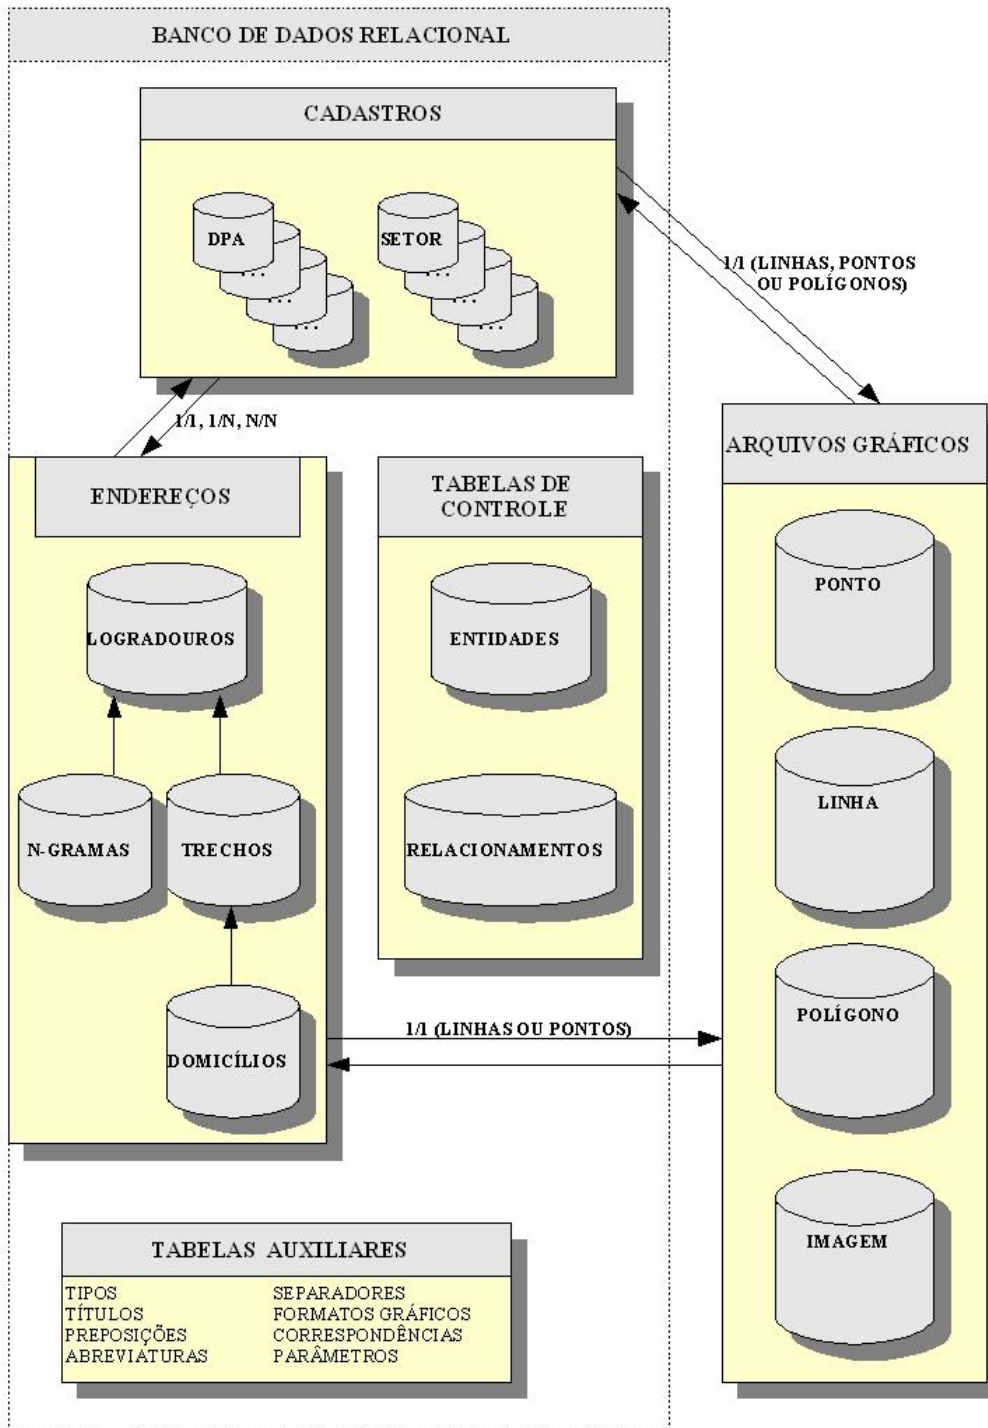 BANCO DE DADOS RELACIONAL
CADASTROS
DPA
...
...
...
SETOR
...
...
...
1/1 (LINHAS, PONTOS
OU POLÍGONOS)
1/1, 1/N, N/N
ENDEREÇOS
LOGRADOUROS
N-GRAMAS
TRECHOS
DOMICÍLIOS
TABELAS DE
CONTROLE
ENTIDADES
RELACIONAMENTOS
1/1 (LINHAS OU PONTOS)
ARQUIVOS GRÁFICOS
PONTO
LINHA
POLÍGONO
IMAGEM
TABELAS AUXILIARES
TIPOS
TÍTULOS
PREPOSIÇÕES
ABREVIATURAS
SEPARADORES
FORMATOS GRÁFICOS
CORRESPONDÊNCIAS
PARÂMETROS